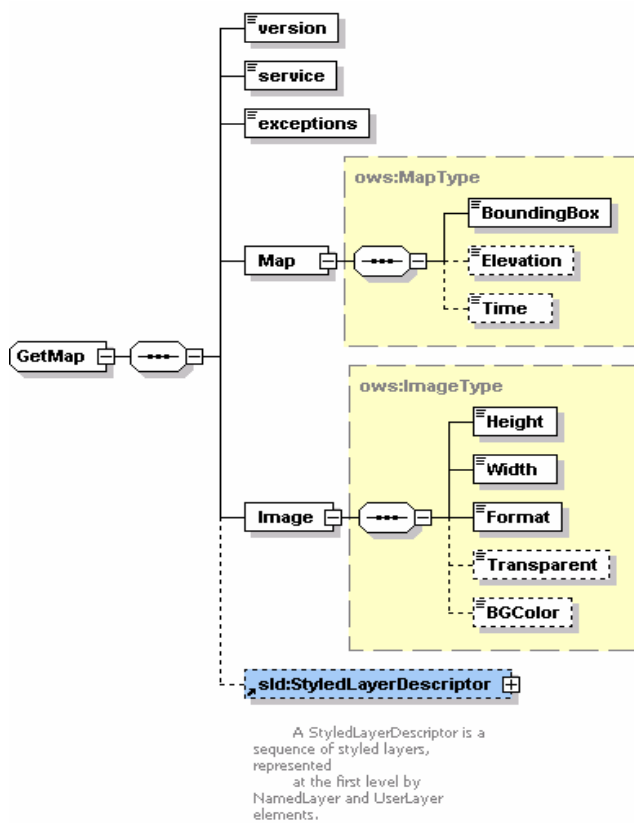 version
service
exceptions
ows:MapType
BoundingBox
Map
Elevation
Time
GetMap
ows:ImageType
Height
Width
Image
Format
Transparent
BGColor
sld:StyledLayerDescriptor
A StyledLayerDescriptor is a
sequence of styled layers,
represented
at the first level by
NamedLayer and UserLayer
elements.